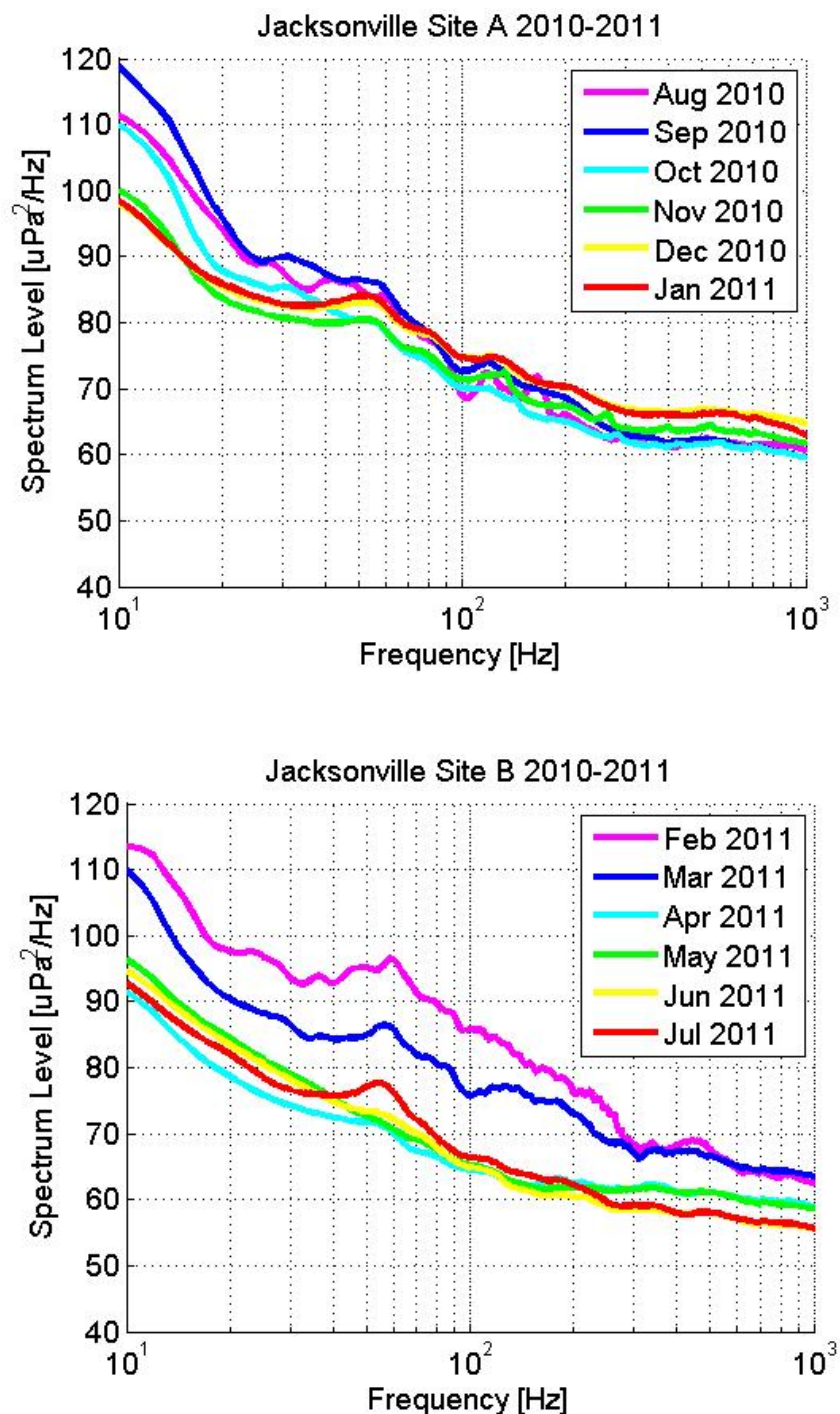 Jacksonville Site A 2010-2011
120
110
100
90
80
70
60
50
40
Spectrum Level [uPa²/Hz]
Aug 2010
Sep 2010
Oct 2010
Nov 2010
Dec 2010
Jan 2011
10¹
10²
10³
Frequency [Hz]
Jacksonville Site B 2010-2011
120
110
100
90
80
70
60
50
40
Spectrum Level [uPa²/Hz]
Feb 2011
Mar 2011
Apr 2011
May 2011
Jun 2011
Jul 2011
10¹
10²
10³
Frequency [Hz]